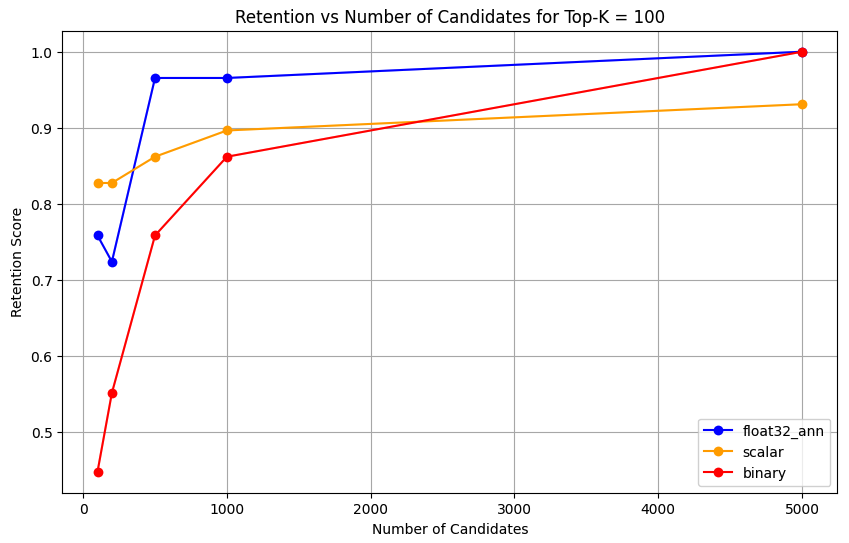 Retention vs Number of Candidates for Top-K = 100
Retention Score
1.0
0.9
0.8
0.7
0.6
0.5
0
1000
2000
3000
4000
5000
Number of Candidates
float32_ann
scalar
binary